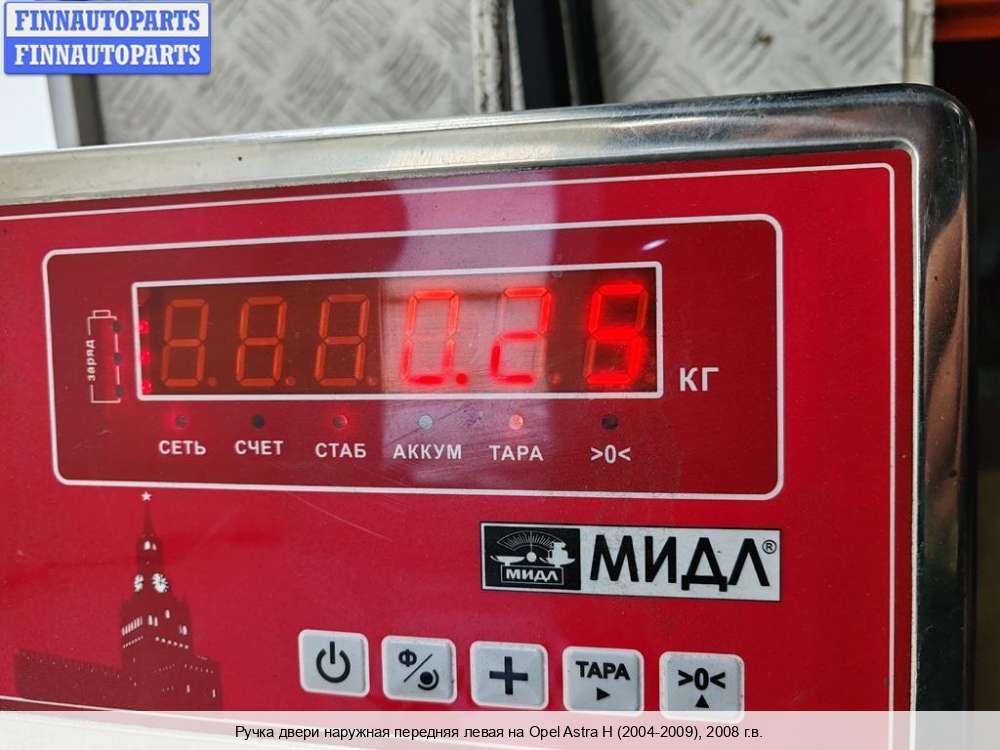 FINNAUTOPARTS
FINNAUTOPARTS
заряд
0.25
КГ
СЕТЬ СЧЕТ СТАБ АККУМ ТАРА >0<
МИДЛ МИДЛ®
Ф ТАРА >0<
Ручка двери наружная передняя левая на Opel Astra H (2004-2009), 2008 г.в.